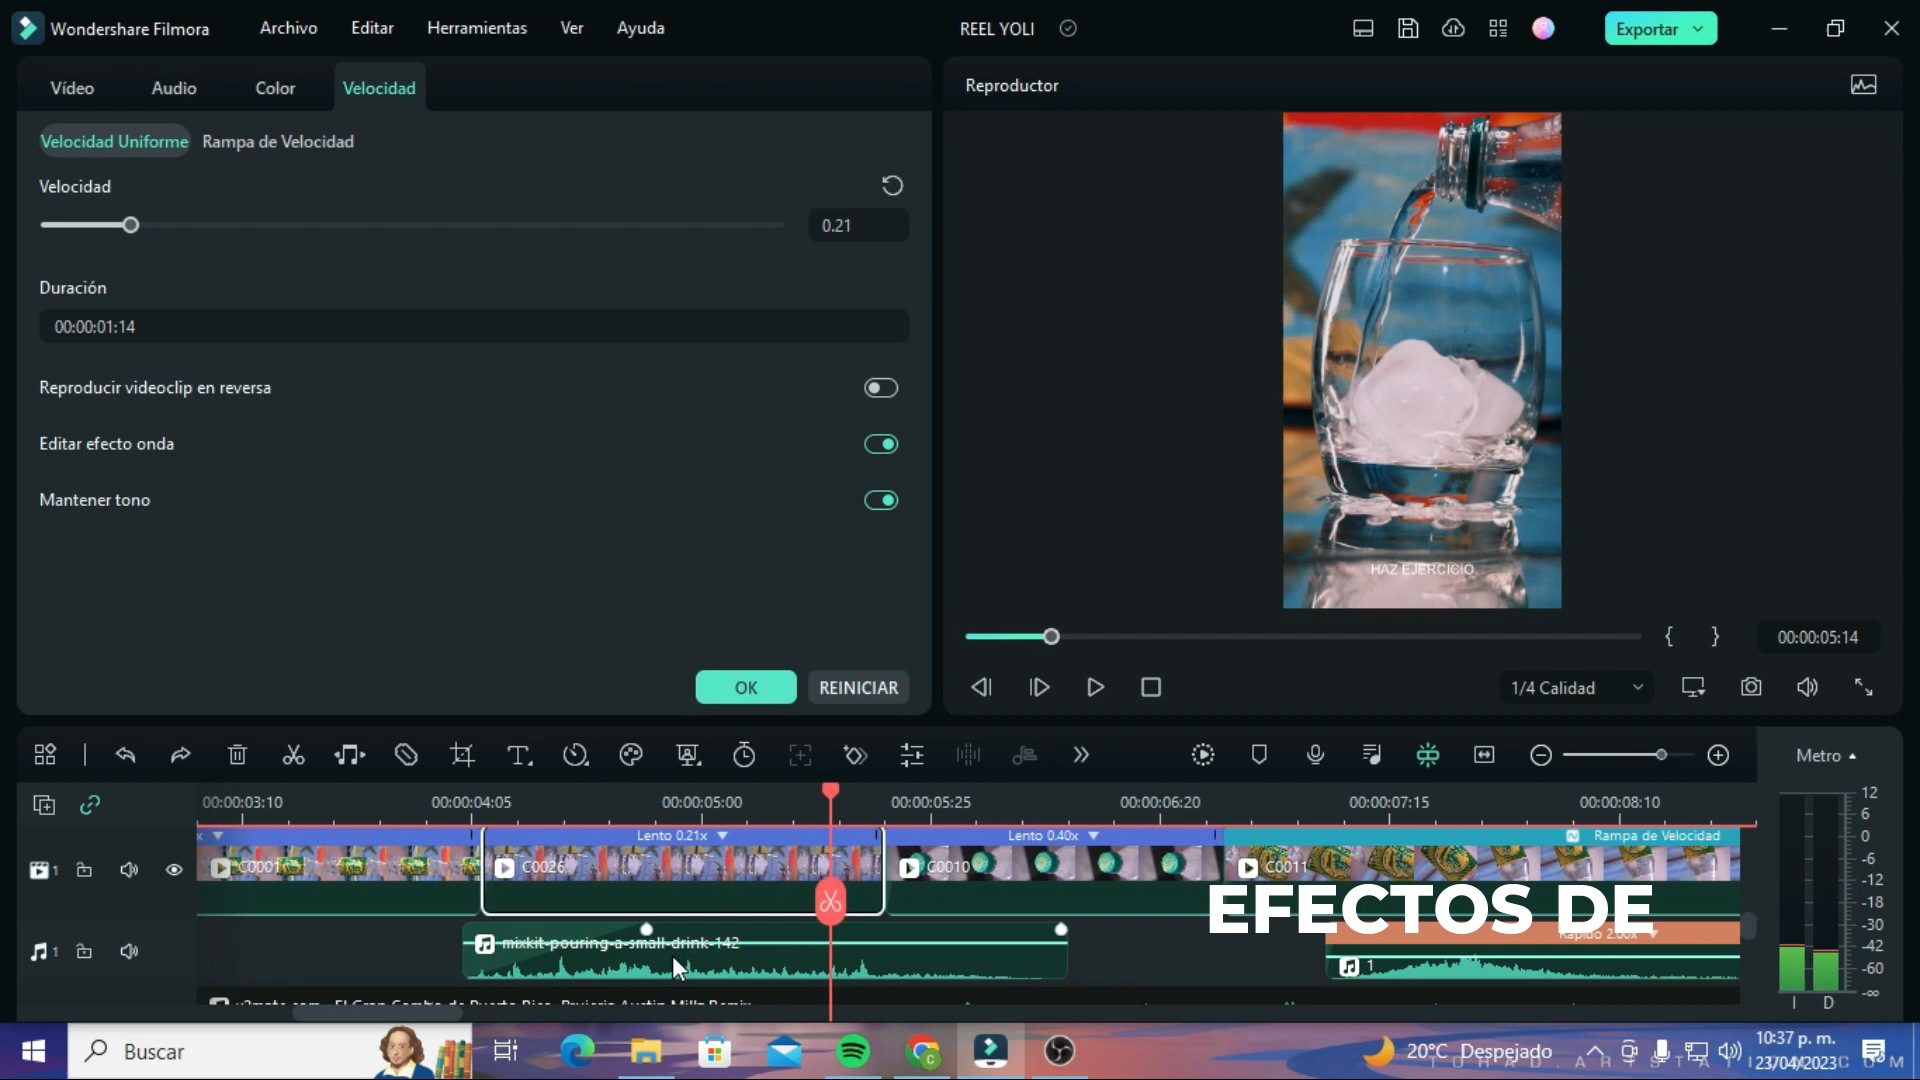 Wondershare Filmora
Archivo
Editar
Herramientas
Ver
Ayuda
REEL YOLI
Exportar
Vídeo
Audio
Color
Velocidad
Reproductor
Velocidad Uniforme
Rampa de Velocidad
Velocidad
0.21
Duración
00:00:01:14
Reproducir videoclip en reversa
Editar efecto onda
Mantener tono
OK
REINICIAR
HAZ EJERCICIO
00:00:05:14
1/4 Calidad
Metro
00:00:03:10
00:00:04:05
00:00:05:00
00:00:05:25
00:00:06:20
00:00:07:15
00:00:08:10
x
Lento 0.21x
Lento 0.40x
Rampa de Velocidad
1
C0001
C0026
C0010
C0011
EFECTOS DE
Rápido 2.00x
1
mixkit-pouring-a-small-drink-142
1
12
6
0
-6
-12
-18
-30
-42
-60
-∞
I
D
Buscar
20°C Despejado
10:37 p. m.
23/04/2023